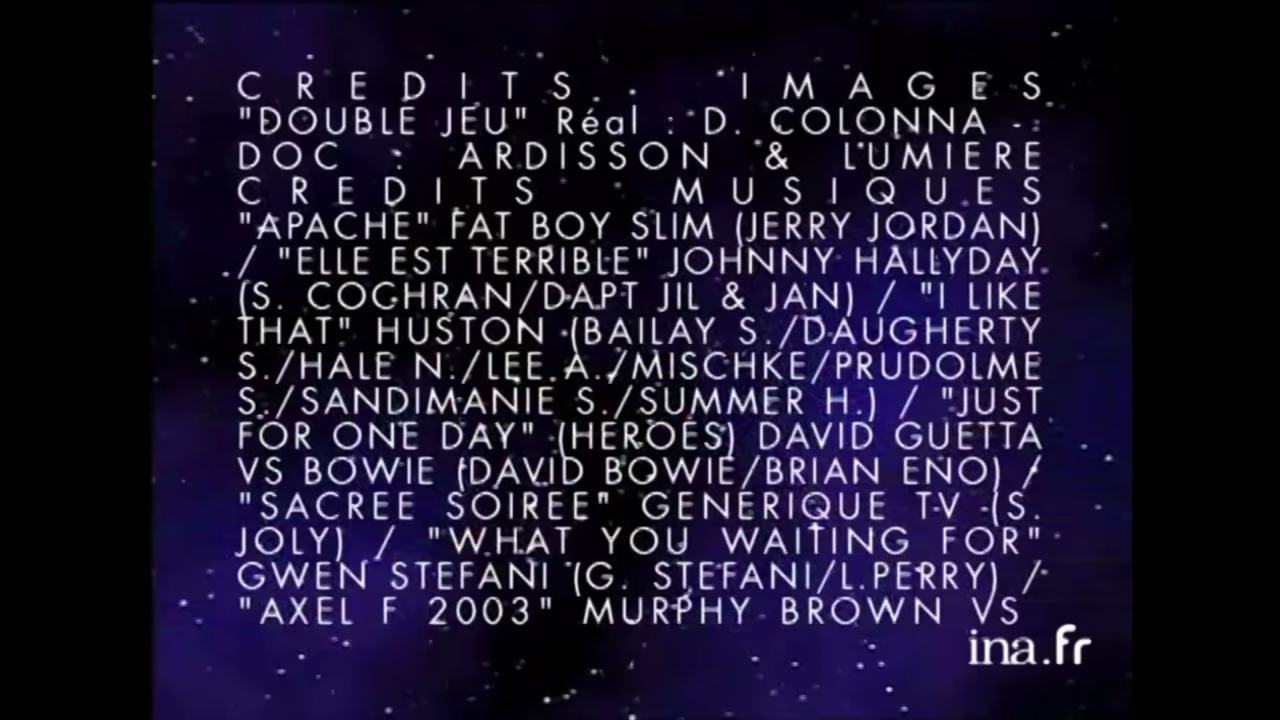 CREDITS IMAGES
"DOUBLE JEU" Réal : D. COLONNA -
DOC : ARDISSON & LUMIERE
CREDITS MUSIQUES
"APACHE" FAT BOY SLIM (JERRY JORDAN)
/ "ELLE EST TERRIBLE" JOHNNY HALLYDAY
(S. COGHRAN/DAPT JIL & JAN) / "I LIKE
THAT" HUSTON (BAILAY S./DAUGHERTY
S./HALE N./LEE A./MISCHKE/PRUDOLME
S./SANDIMANIE S./SUMMER H.) / "JUST
FOR ONE DAY" (HEROES) DAVID GUETTA
VS BOWIE (DAVID BOWIE/BRIAN ENO) /
"SACREE SOIREE" GENERIQUE TV (S.
JOLY) / "WHAT YOU WAITING FOR"
GWEN STEFANI (G. STEFANI/L.PERRY) /
"AXEL F 2003" MURPHY BROWN VS
ina.fr